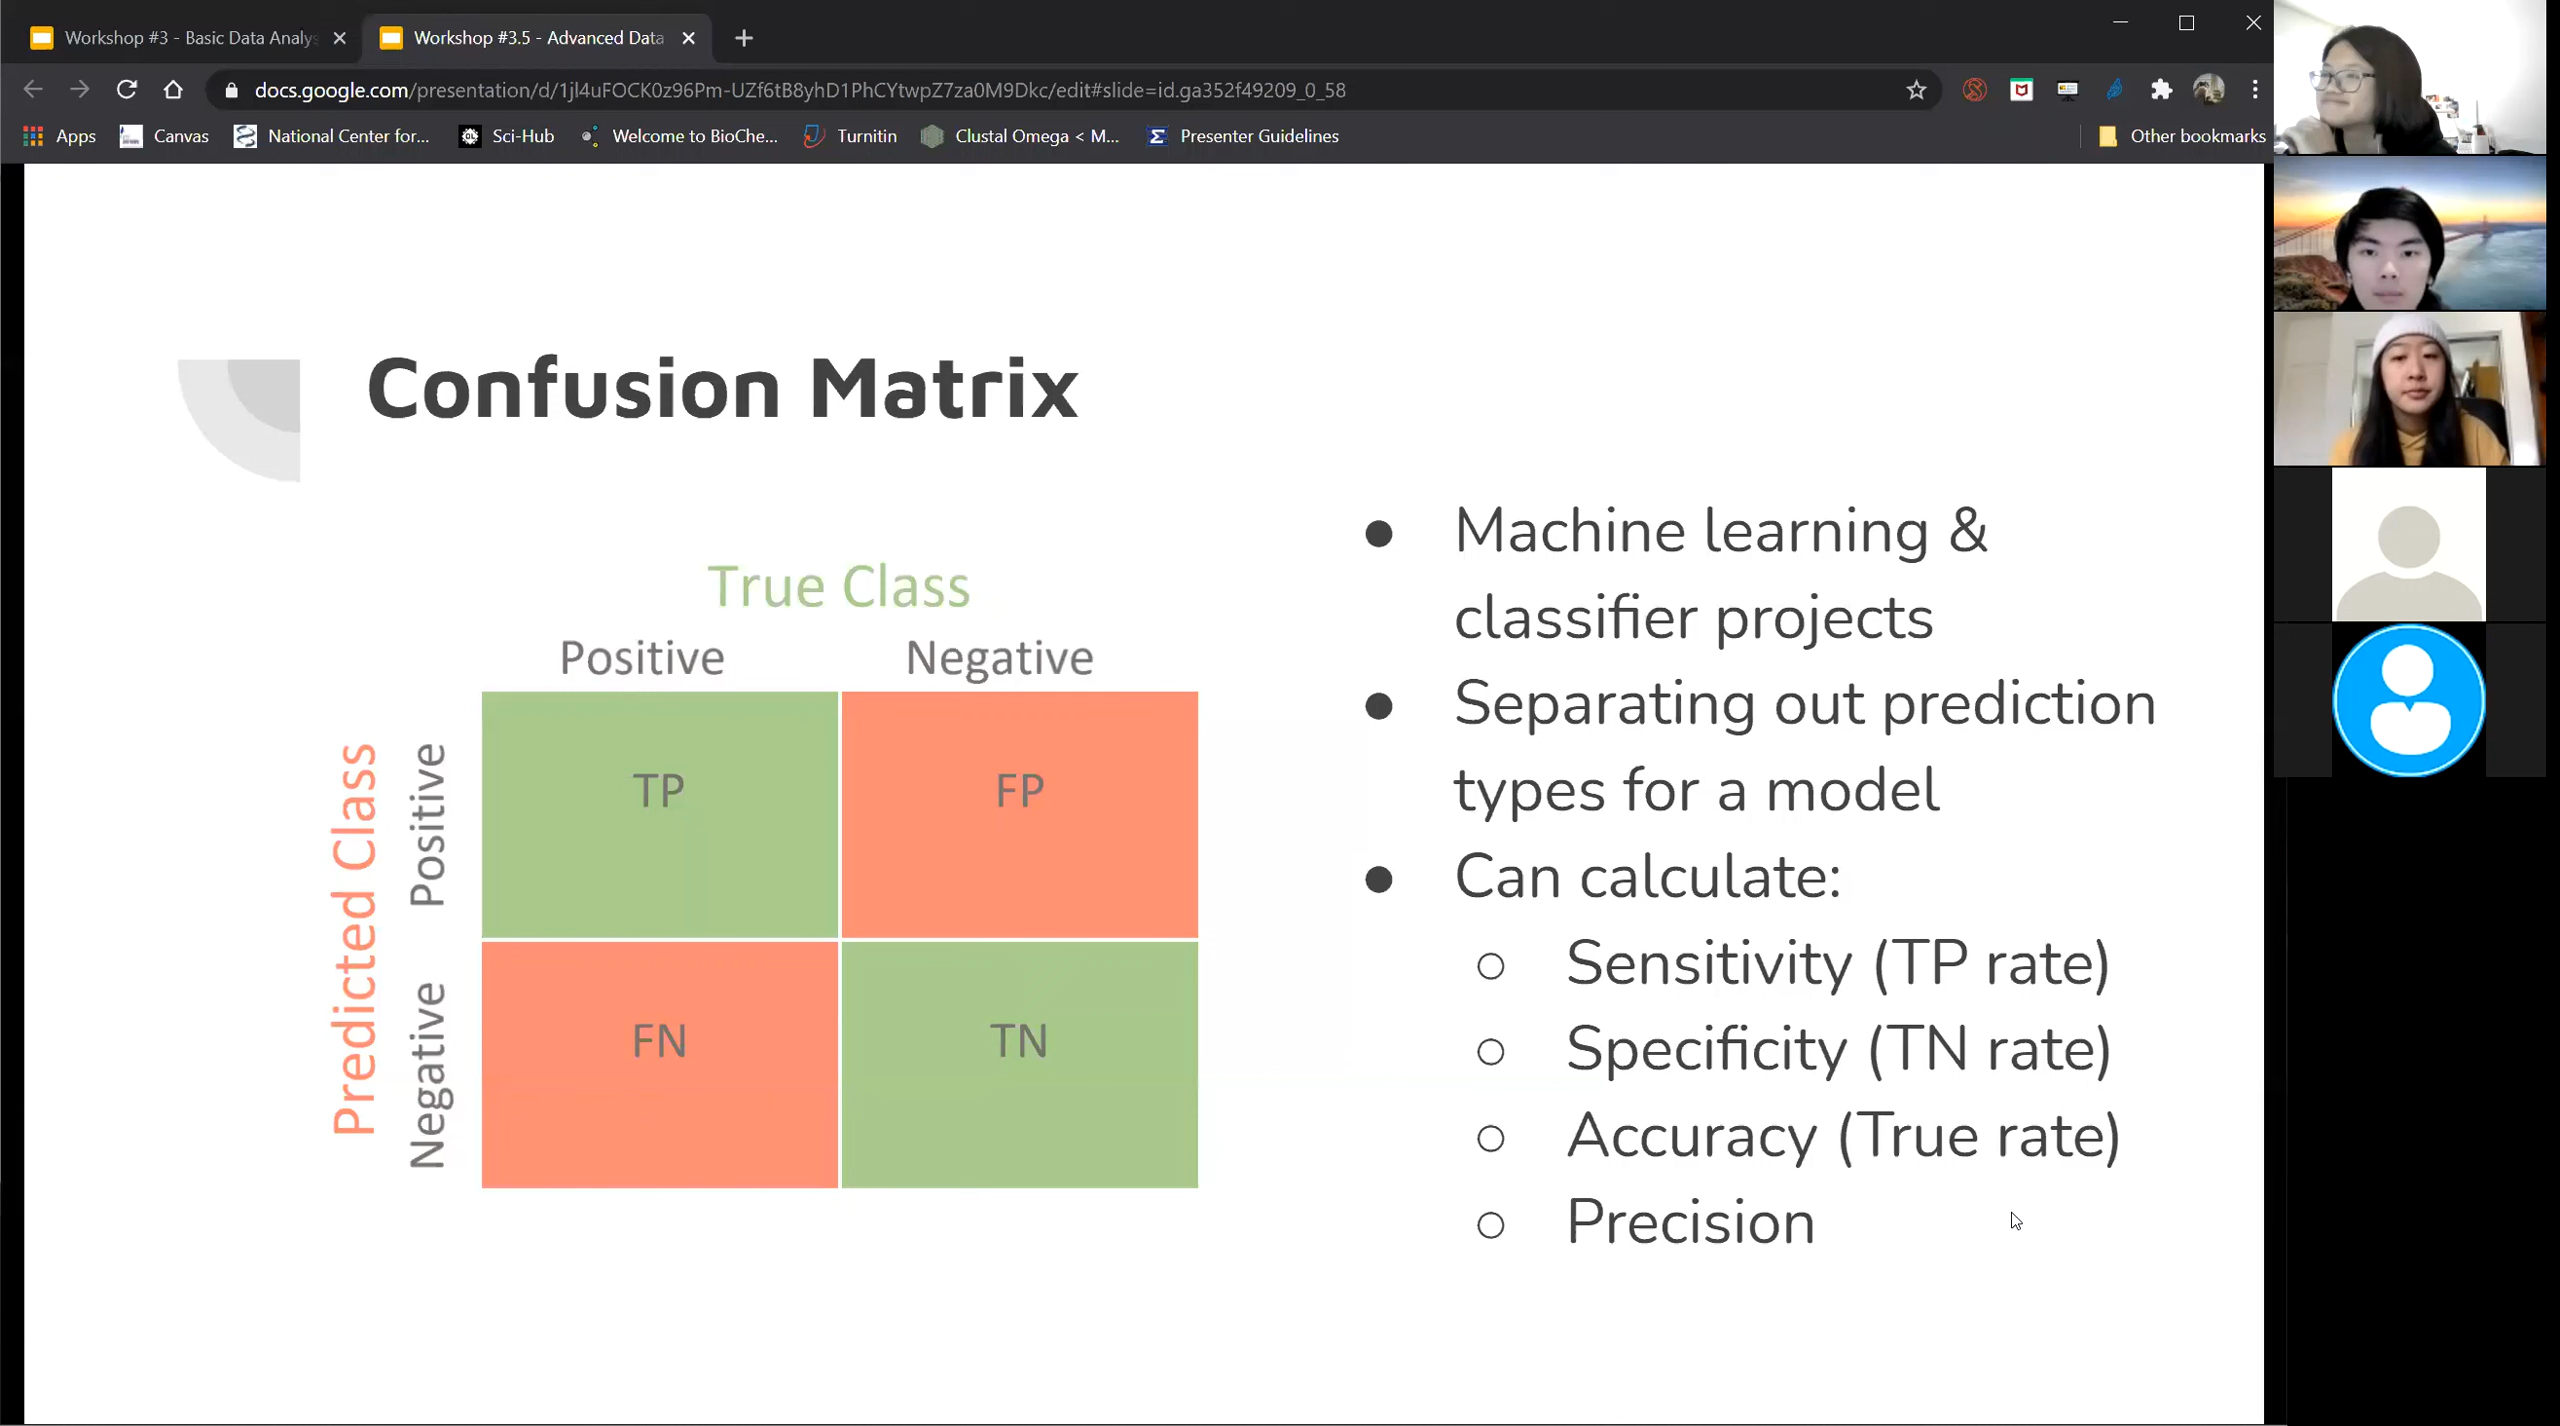 Workshop #3 - Basic Data Analys
Workshop #3.5 - Advanced Data
docs.google.com/presentation/d/1jl4uFOCK0z96Pm-UZf6tB8yhD1PhCYtwpZ7za0M9Dkc/edit#slide=id.ga352f49209_0_58
Apps Canvas National Center for... Sci-Hub Welcome to BioChe... Turnitin Clustal Omega < M... Presenter Guidelines Other bookmarks
Confusion Matrix
True Class
Positive Negative
Predicted Class
Positive
Negative
TP FP
FN TN
● Machine learning &
classifier projects
● Separating out prediction
types for a model
● Can calculate:
○ Sensitivity (TP rate)
○ Specificity (TN rate)
○ Accuracy (True rate)
○ Precision